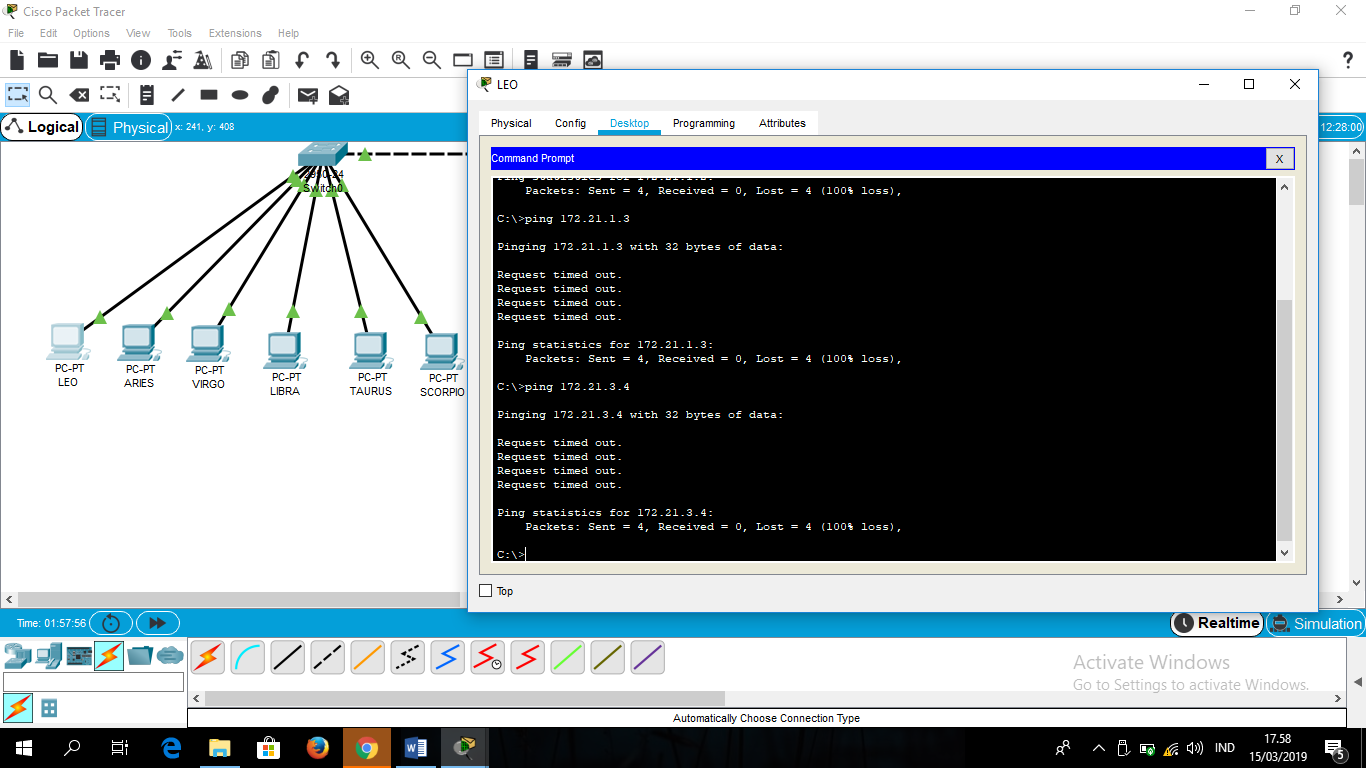 Cisco Packet Tracer
File Edit Options View Tools Extensions Help
LEO
Physical Config Desktop Programming Attributes
Logical Physical x: 241, y: 408
12:28:00
Command Prompt X
Packets: Sent = 4, Received = 0, Lost = 4 (100% loss),
C:\>ping 172.21.1.3
Pinging 172.21.1.3 with 32 bytes of data:
Request timed out.
Request timed out.
Request timed out.
Request timed out.
Ping statistics for 172.21.1.3:
Packets: Sent = 4, Received = 0, Lost = 4 (100% loss),
C:\>ping 172.21.3.4
Pinging 172.21.3.4 with 32 bytes of data:
Request timed out.
Request timed out.
Request timed out.
Request timed out.
Ping statistics for 172.21.3.4:
Packets: Sent = 4, Received = 0, Lost = 4 (100% loss),
C:\>
Top
Switch0
PC-PT
LEO
PC-PT
ARIES
PC-PT
VIRGO
PC-PT
LIBRA
PC-PT
TAURUS
PC-PT
SCORPIO
Time: 01:57:56
Realtime Simulation
Activate Windows
Go to Settings to activate Windows.
Automatically Choose Connection Type
IND
17.58
15/03/2019
5